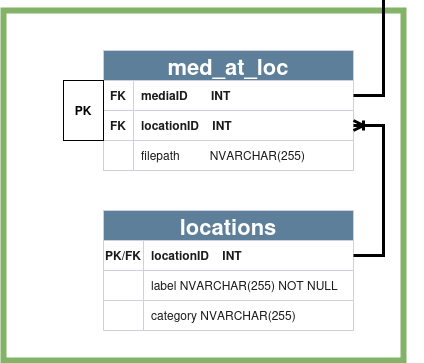 med_at_loc
PK
FK mediaID INT
FK locationID INT
filepath NVARCHAR(255)
locations
PK/FK locationID INT
label NVARCHAR(255) NOT NULL
category NVARCHAR(255)